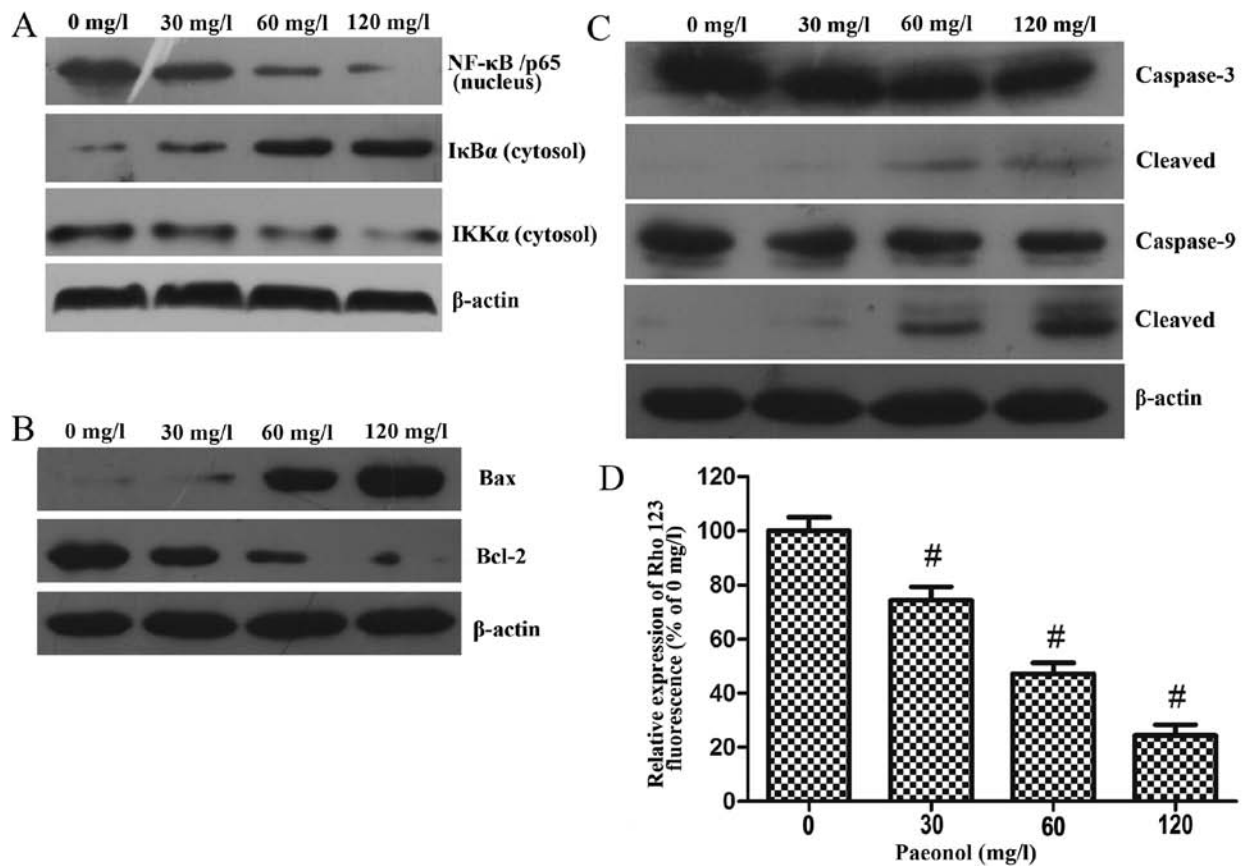 A
0 mg/l 30 mg/l 60 mg/l 120 mg/l
NF-κB /p65
(nucleus)
IκBα (cytosol)
IKKα (cytosol)
β-actin
B
0 mg/l 30 mg/l 60 mg/l 120 mg/l
Bax
Bcl-2
β-actin
C
0 mg/l 30 mg/l 60 mg/l 120 mg/l
Caspase-3
Cleaved
Caspase-9
Cleaved
β-actin
D
Relative expression of Rho 123
fluorescence (% of 0 mg/l)
120
100
80
60
40
20
0
#
#
#
0 30 60 120
Paeonol (mg/l)